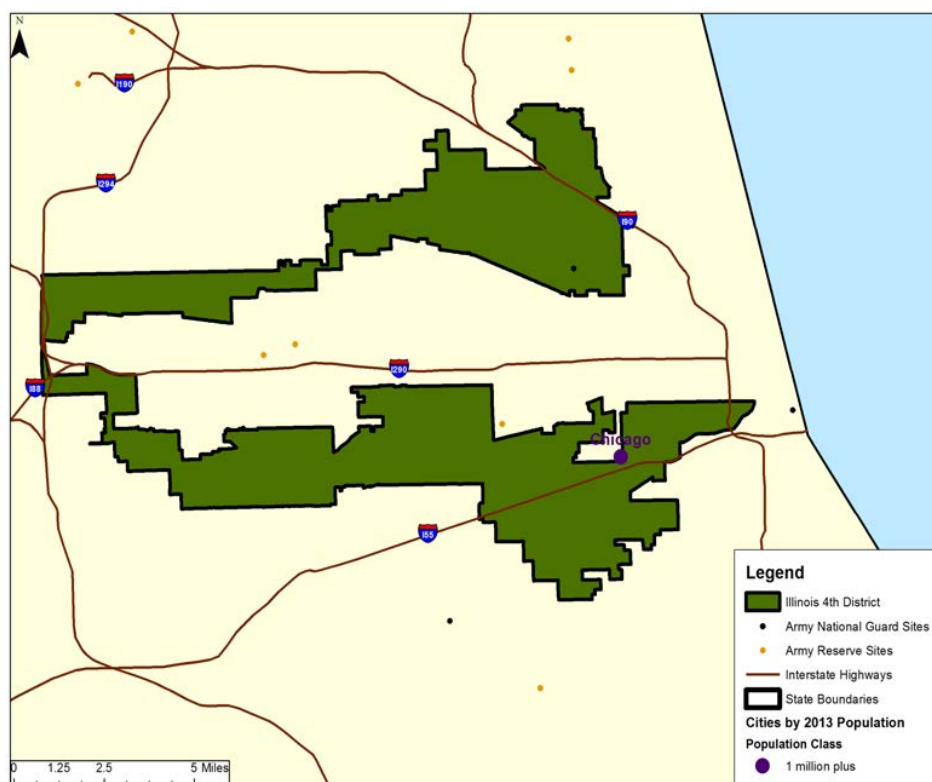 N
I190
I294
I90
I290
I88
Chicago
I55
Legend
Illinois 4th District
Army National Guard Sites
Army Reserve Sites
Interstate Highways
State Boundaries
Cities by 2013 Population
Population Class
1 million plus
0 1.25 2.5 5 Miles